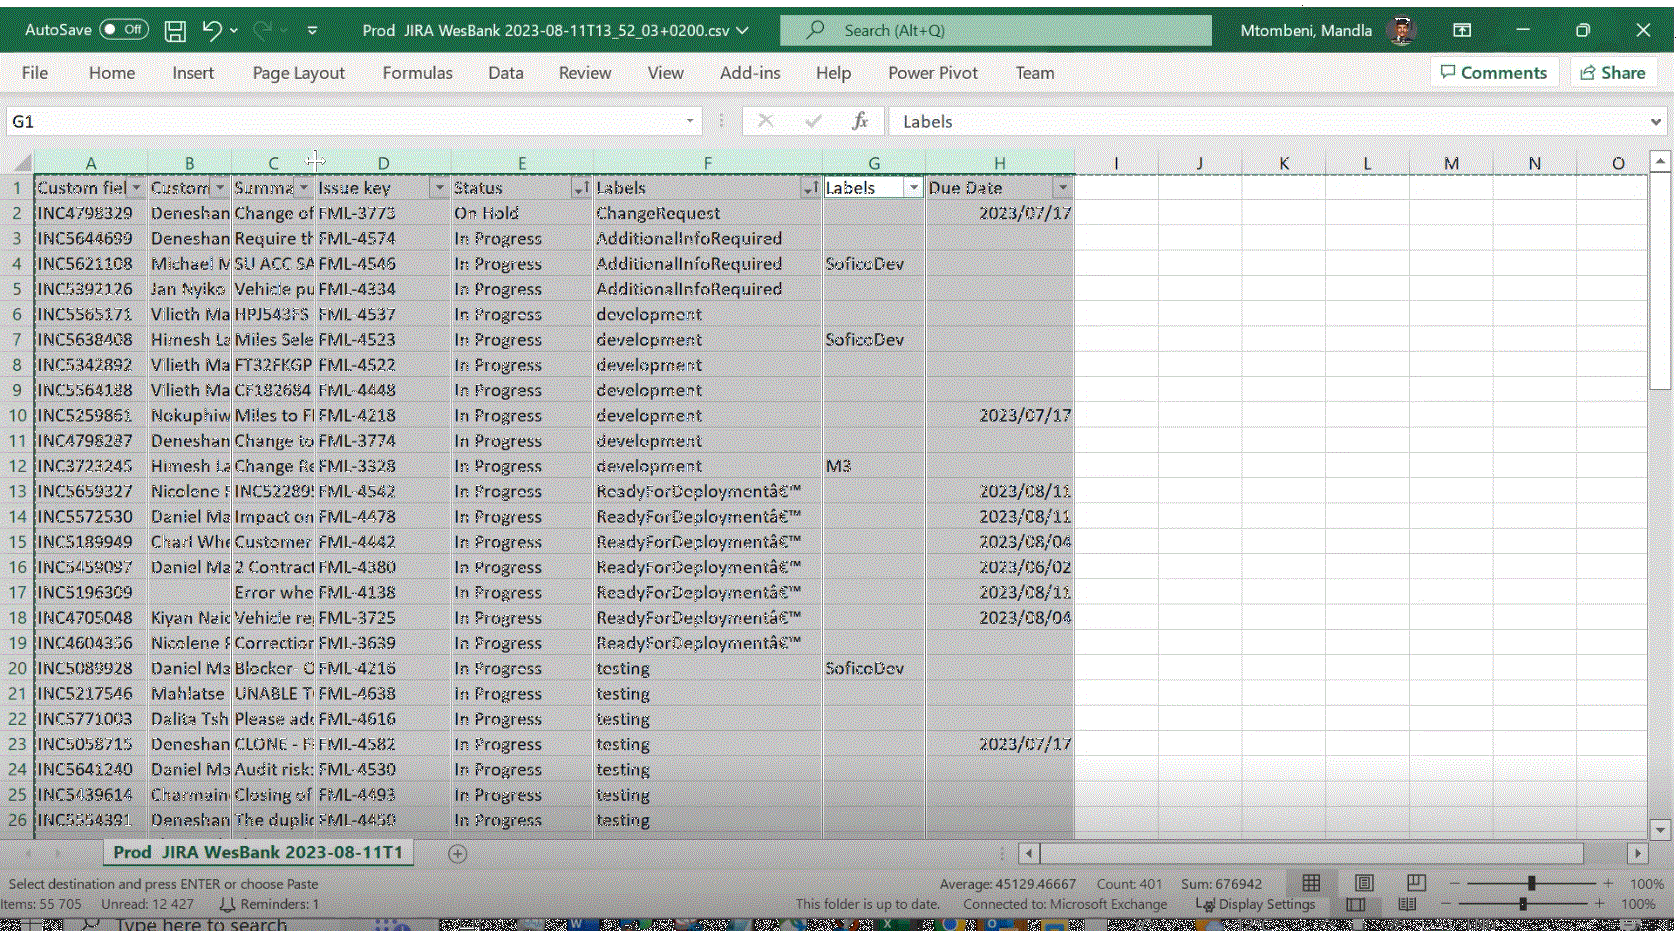 AutoSave Off Prod JIRA WesBank 2023-08-11T13_52_03+0200.csv Search (Alt+Q) Mtombeni, Mandla
File Home Insert Page Layout Formulas Data Review View Add-ins Help Power Pivot Team Comments Share
G1 fx Labels
A B C D E F G H I J K L M N O
1 Custom fiel Custom Summa Issue key Status Labels Labels Due Date
2 INC4798329 Deneshan Change of FML-3773 On Hold ChangeRequest 2023/07/17
3 INC5644699 Deneshan Require th FML-4574 In Progress AdditionalInfoRequired
4 INC5621108 Michael M SU ACC SA FML-4546 In Progress AdditionalInfoRequired SoficoDev
5 INC5392126 Jan Nyiko Vehicle pu FML-4334 In Progress AdditionalInfoRequired
6 INC5565171 Vilieth Ma HPJ543FS FML-4537 In Progress development
7 INC5638408 Himesh La Miles Sele FML-4523 In Progress development SoficoDev
8 INC5342892 Vilieth Ma FT32FKGP FML-4522 In Progress development
9 INC5564188 Vilieth Ma CF182684 FML-4448 In Progress development
10 INC5259861 Nokuphiw Miles to Fl FML-4218 In Progress development 2023/07/17
11 INC4798287 Deneshan Change to FML-3774 In Progress development
12 INC3723245 Himesh La Change Re FML-3328 In Progress development M3
13 INC5659327 Nicolene INC522895 FML-4542 In Progress ReadyForDeploymentâ€™ 2023/08/11
14 INC5572530 Daniel Ma Impact on FML-4478 In Progress ReadyForDeploymentâ€™ 2023/08/11
15 INC5189949 Charl Whe Customer FML-4442 In Progress ReadyForDeploymentâ€™ 2023/08/04
16 INC5459097 Daniel Ma 2 Contract FML-4380 In Progress ReadyForDeploymentâ€™ 2023/06/02
17 INC5196309 Error whe FML-4138 In Progress ReadyForDeploymentâ€™ 2023/08/11
18 INC4705048 Kiyan Naid Vehicle re FML-3725 In Progress ReadyForDeploymentâ€™ 2023/08/04
19 INC4604356 Nicolene Correction FML-3639 In Progress ReadyForDeploymentâ€™
20 INC5089928 Daniel Ma Blocker- FML-4216 In Progress testing SoficoDev
21 INC5217546 Mahlatse UNABLE T FML-4638 In Progress testing
22 INC5771003 Dalita Tsh Please add FML-4616 In Progress testing
23 INC5058715 Deneshan CLONE - F FML-4582 In Progress testing 2023/07/17
24 INC5641240 Daniel Ma Audit risk: FML-4530 In Progress testing
25 INC5439614 Charmain Closing of FML-4493 In Progress testing
26 INC5554391 Deneshan The duplic FML-4450 In Progress testing
Prod JIRA WesBank 2023-08-11T1
Select destination and press ENTER or choose Paste Average: 45129.46667 Count: 401 Sum: 676942 100%
Items: 55 705 Unread: 12 427 Reminders: 1 This folder is up to date. Connected to: Microsoft Exchange Display Settings 100%
Type here to search